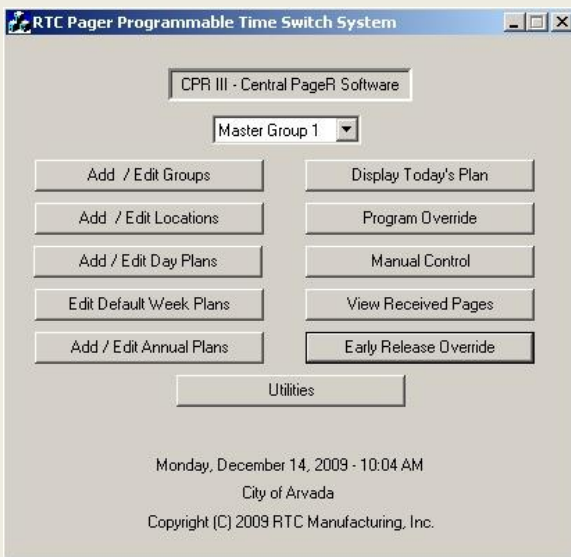 RTC Pager Programmable Time Switch System
CPR III - Central PageR Software
Master Group 1
Add / Edit Groups
Display Today's Plan
Add / Edit Locations
Program Override
Add / Edit Day Plans
Manual Control
Edit Default Week Plans
View Received Pages
Add / Edit Annual Plans
Early Release Override
Utilities
Monday, December 14, 2009 - 10:04 AM
City of Arvada
Copyright (C) 2009 RTC Manufacturing, Inc.